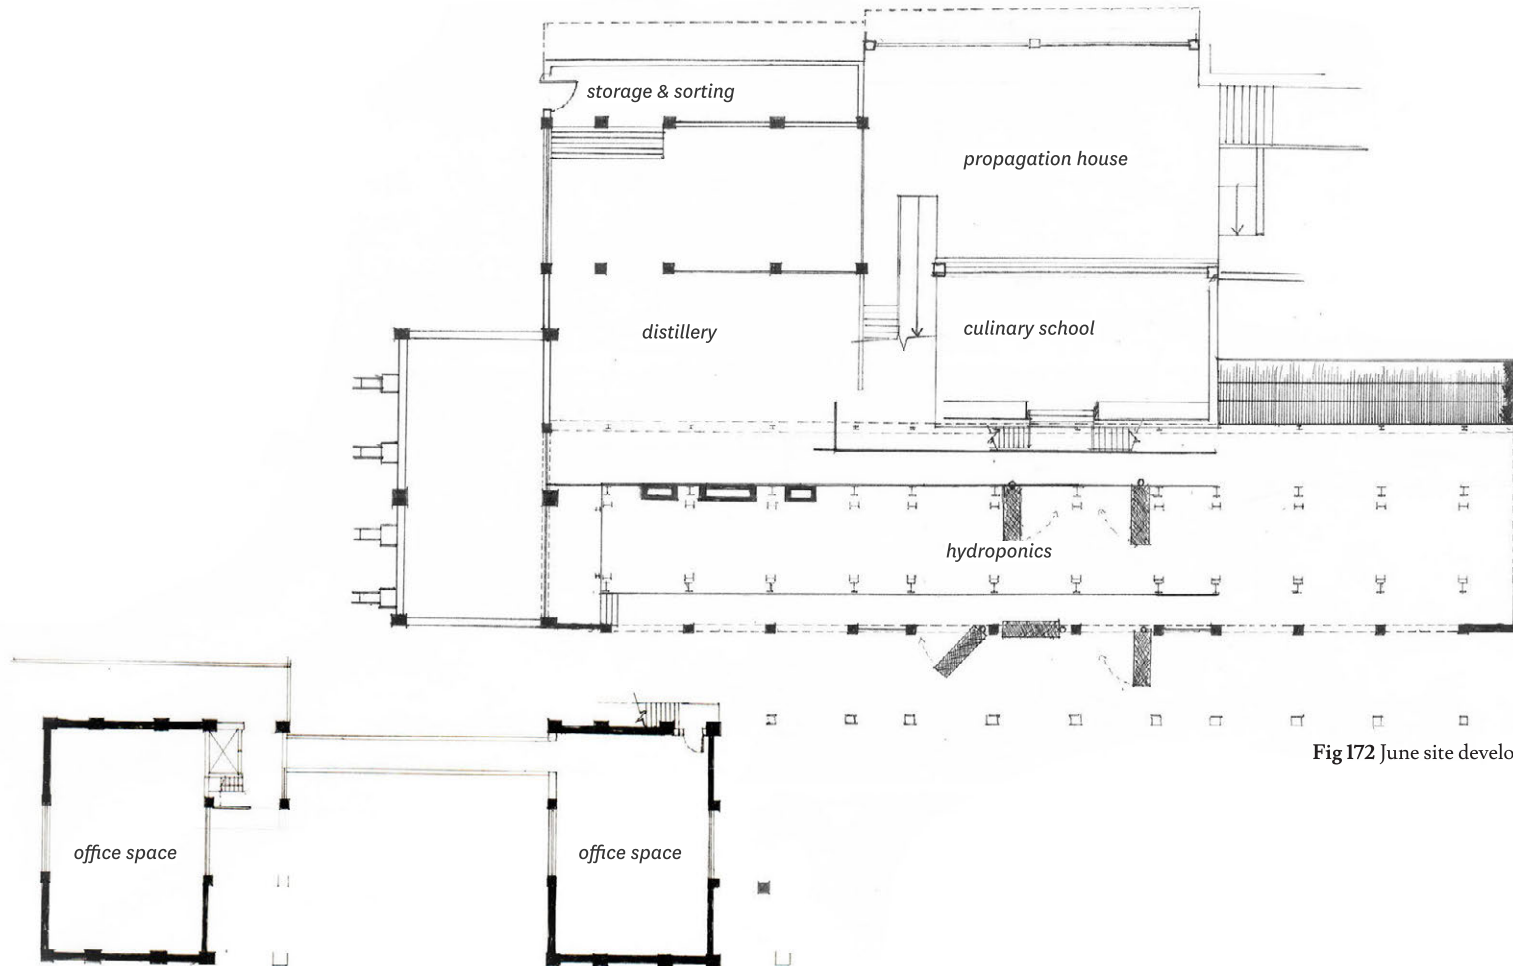 storage & sorting
propagation house
distillery
culinary school
hydroponics
Fig 172 June site develo
office space
office space